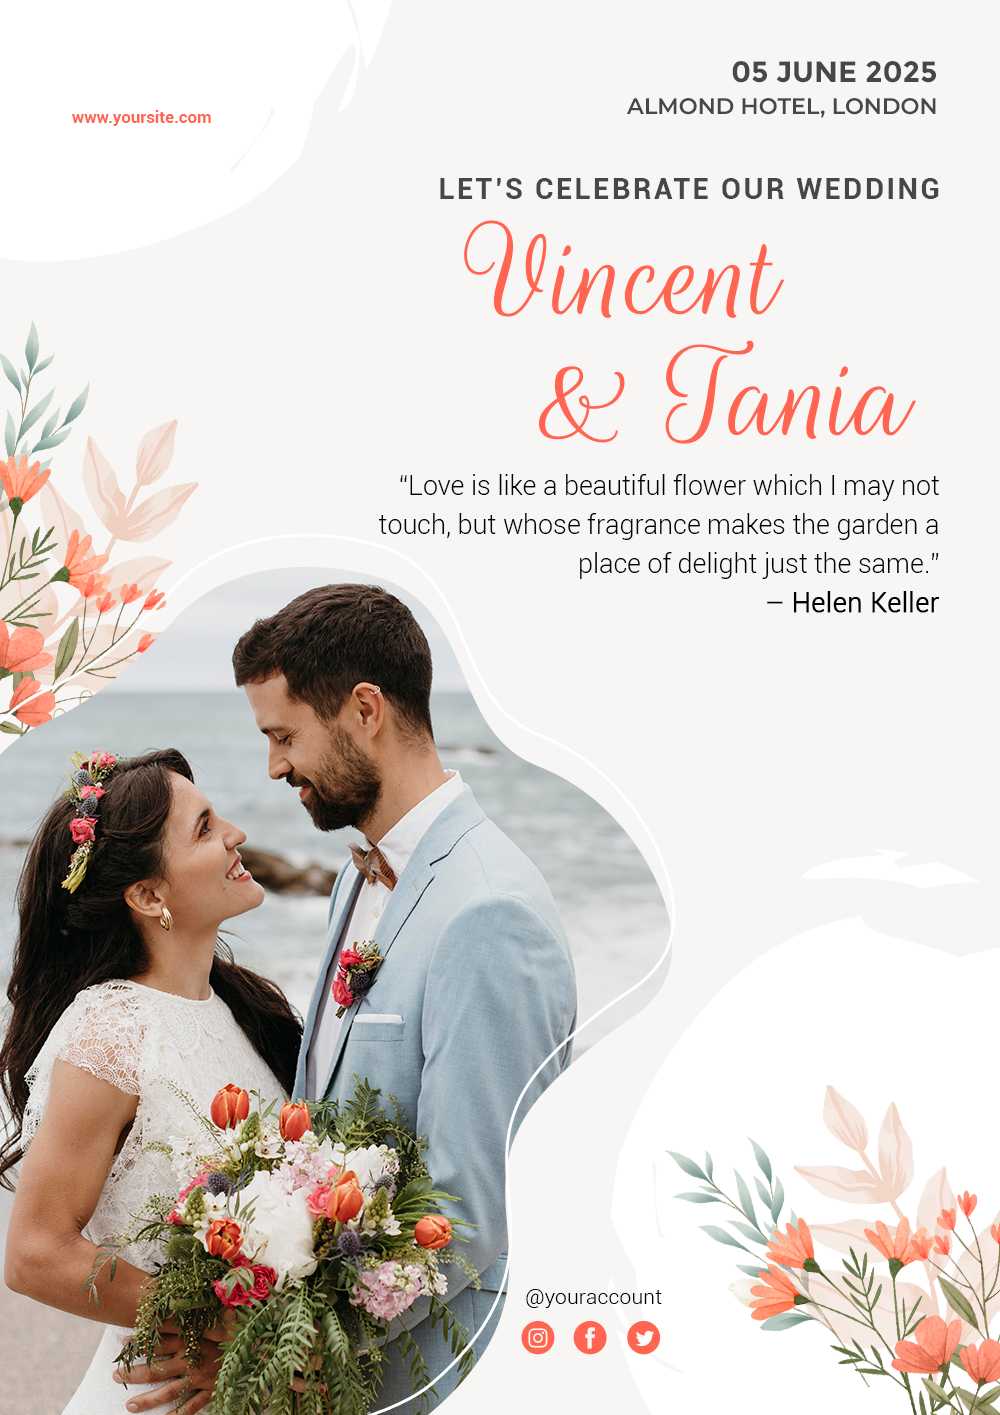 05 JUNE 2025
ALMOND HOTEL, LONDON
www.yoursite.com
LET'S CELEBRATE OUR WEDDING
Vincent
& Tania
“Love is like a beautiful flower which I may not
touch, but whose fragrance makes the garden a
place of delight just the same.”
– Helen Keller
@youraccount